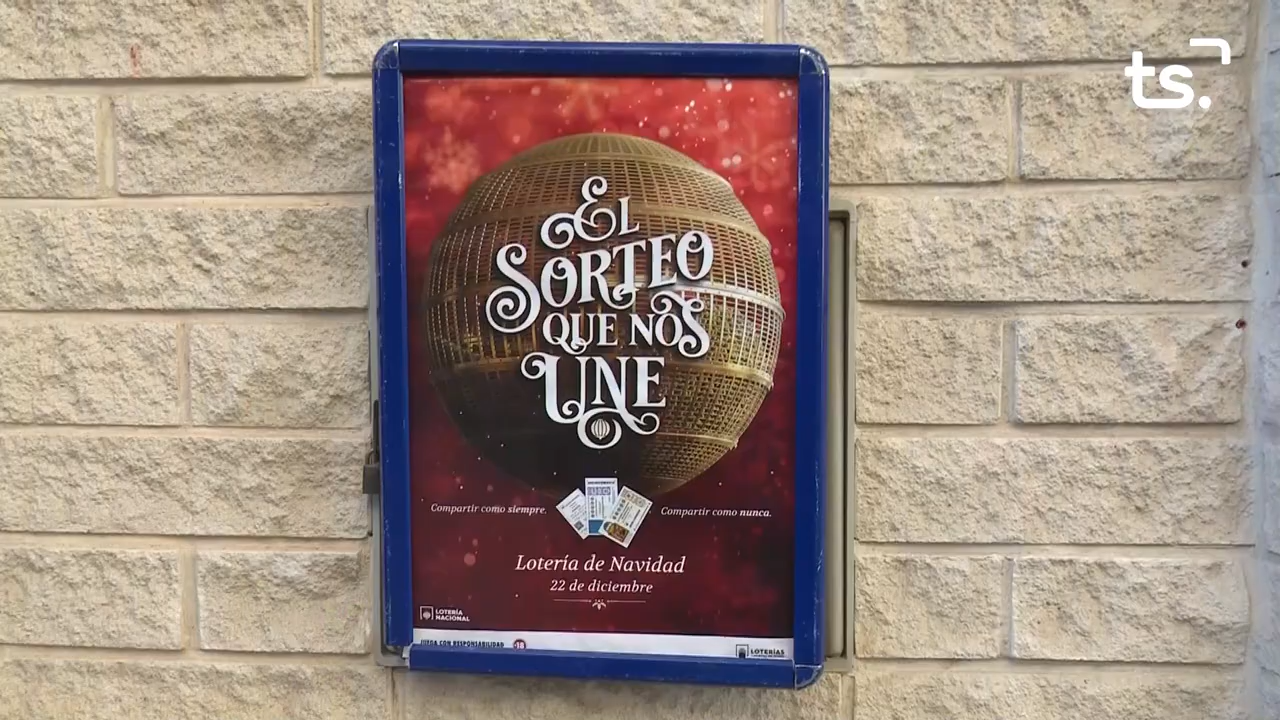 ts.
EL
SORTEO
QUE NOS
UNE
Compartir como siempre.
Compartir como nunca.
Lotería de Navidad
22 de diciembre
LOTERÍA
NACIONAL
JUEGA CON RESPONSABILIDAD
+18
LOTERÍAS